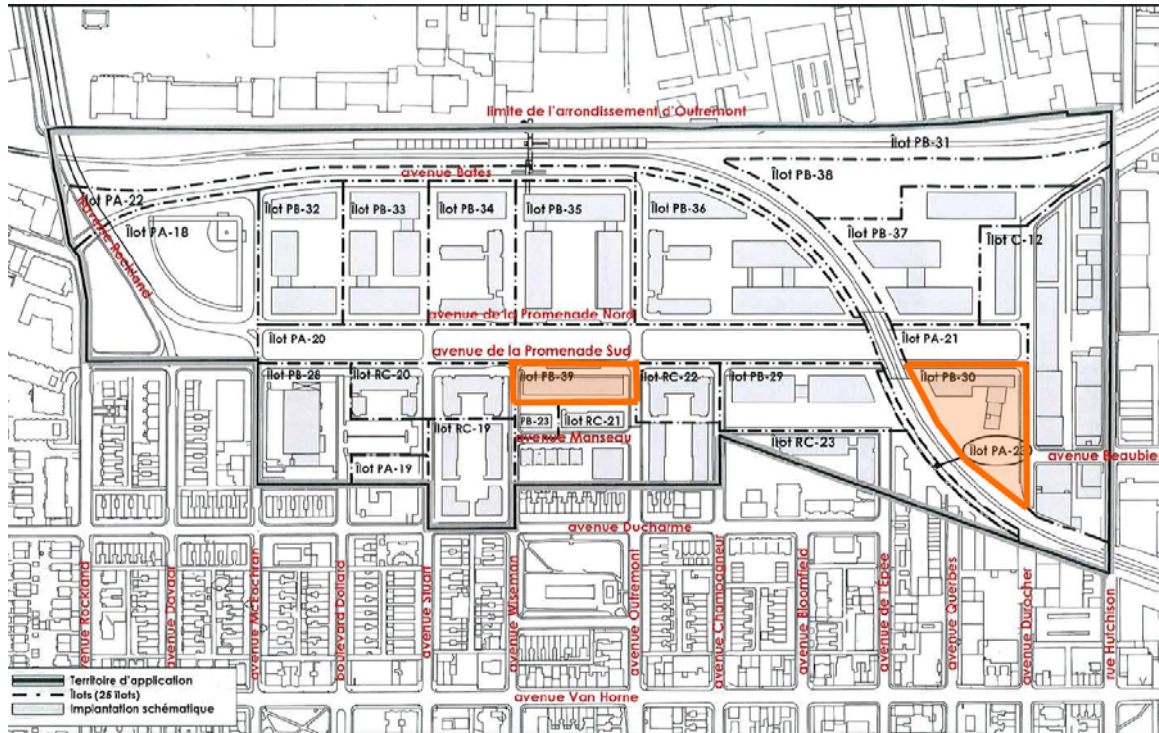 limite de l'arrondissement d'Outremont
Îlot PB-31
Îlot PB-38
avenue Bates
Îlot PA-22
Îlot PB-32
Îlot PB-33
Îlot PB-34
Îlot PB-35
Îlot PB-36
Îlot PA-18
Îlot PB-37
Îlot C-12
Rockland
avenue de la Promenade Nord
Îlot PA-20
Îlot PA-21
avenue de la Promenade Sud
Îlot PB-28
Îlot RC-20
Îlot PB-39
Îlot RC-22
Îlot PB-29
Îlot PB-30
PB-23
Îlot RC-21
Îlot RC-19
avenue Manseau
Îlot RC-23
Îlot PA-23
Îlot PA-19
avenue Beaubie
avenue Ducharme
avenue Rockland
avenue Davaar
avenue McEachran
boulevard Dollard
avenue Stuart
avenue Wiseman
avenue Outremont
avenue Champagneur
avenue Bloomfield
avenue de l'Épée
avenue Querbes
avenue Durocher
rue Hutchison
avenue Van Horne
Territoire d'application
Îlots (25 îlots)
Implantation schématique